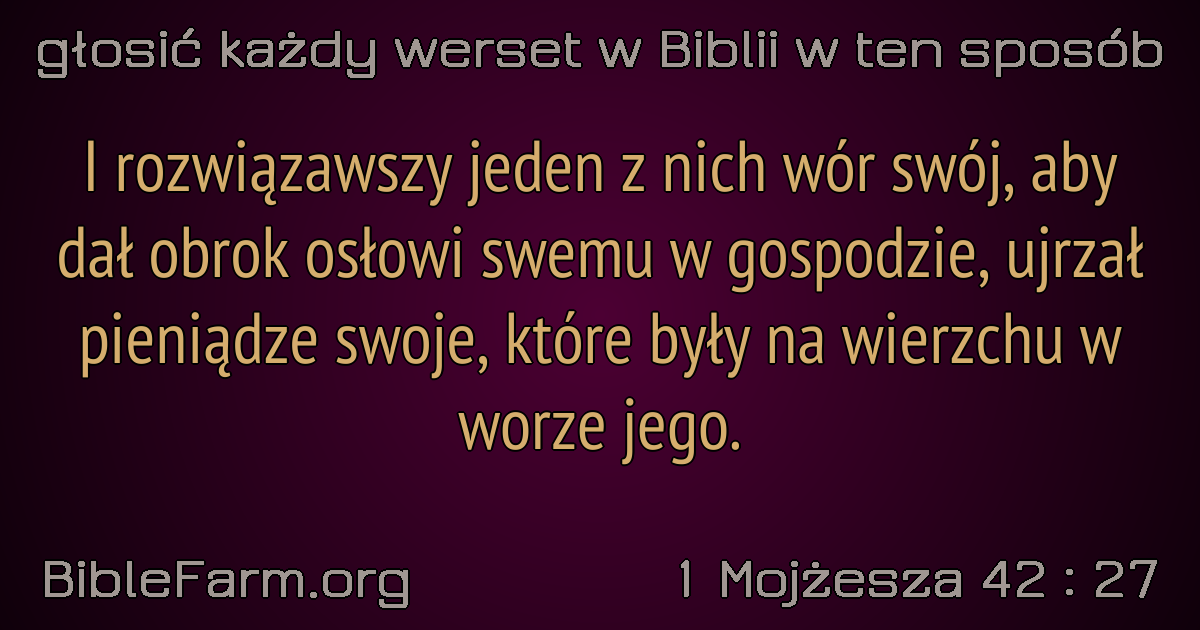 głosić każdy werset w Biblii w ten sposób
I rozwiązawszy jeden z nich wór swój, aby
dał obrok osłowi swemu w gospodzie, ujrzał
pieniądze swoje, które były na wierzchu w
worze jego.
BibleFarm.org
1 Mojżesza 42 : 27